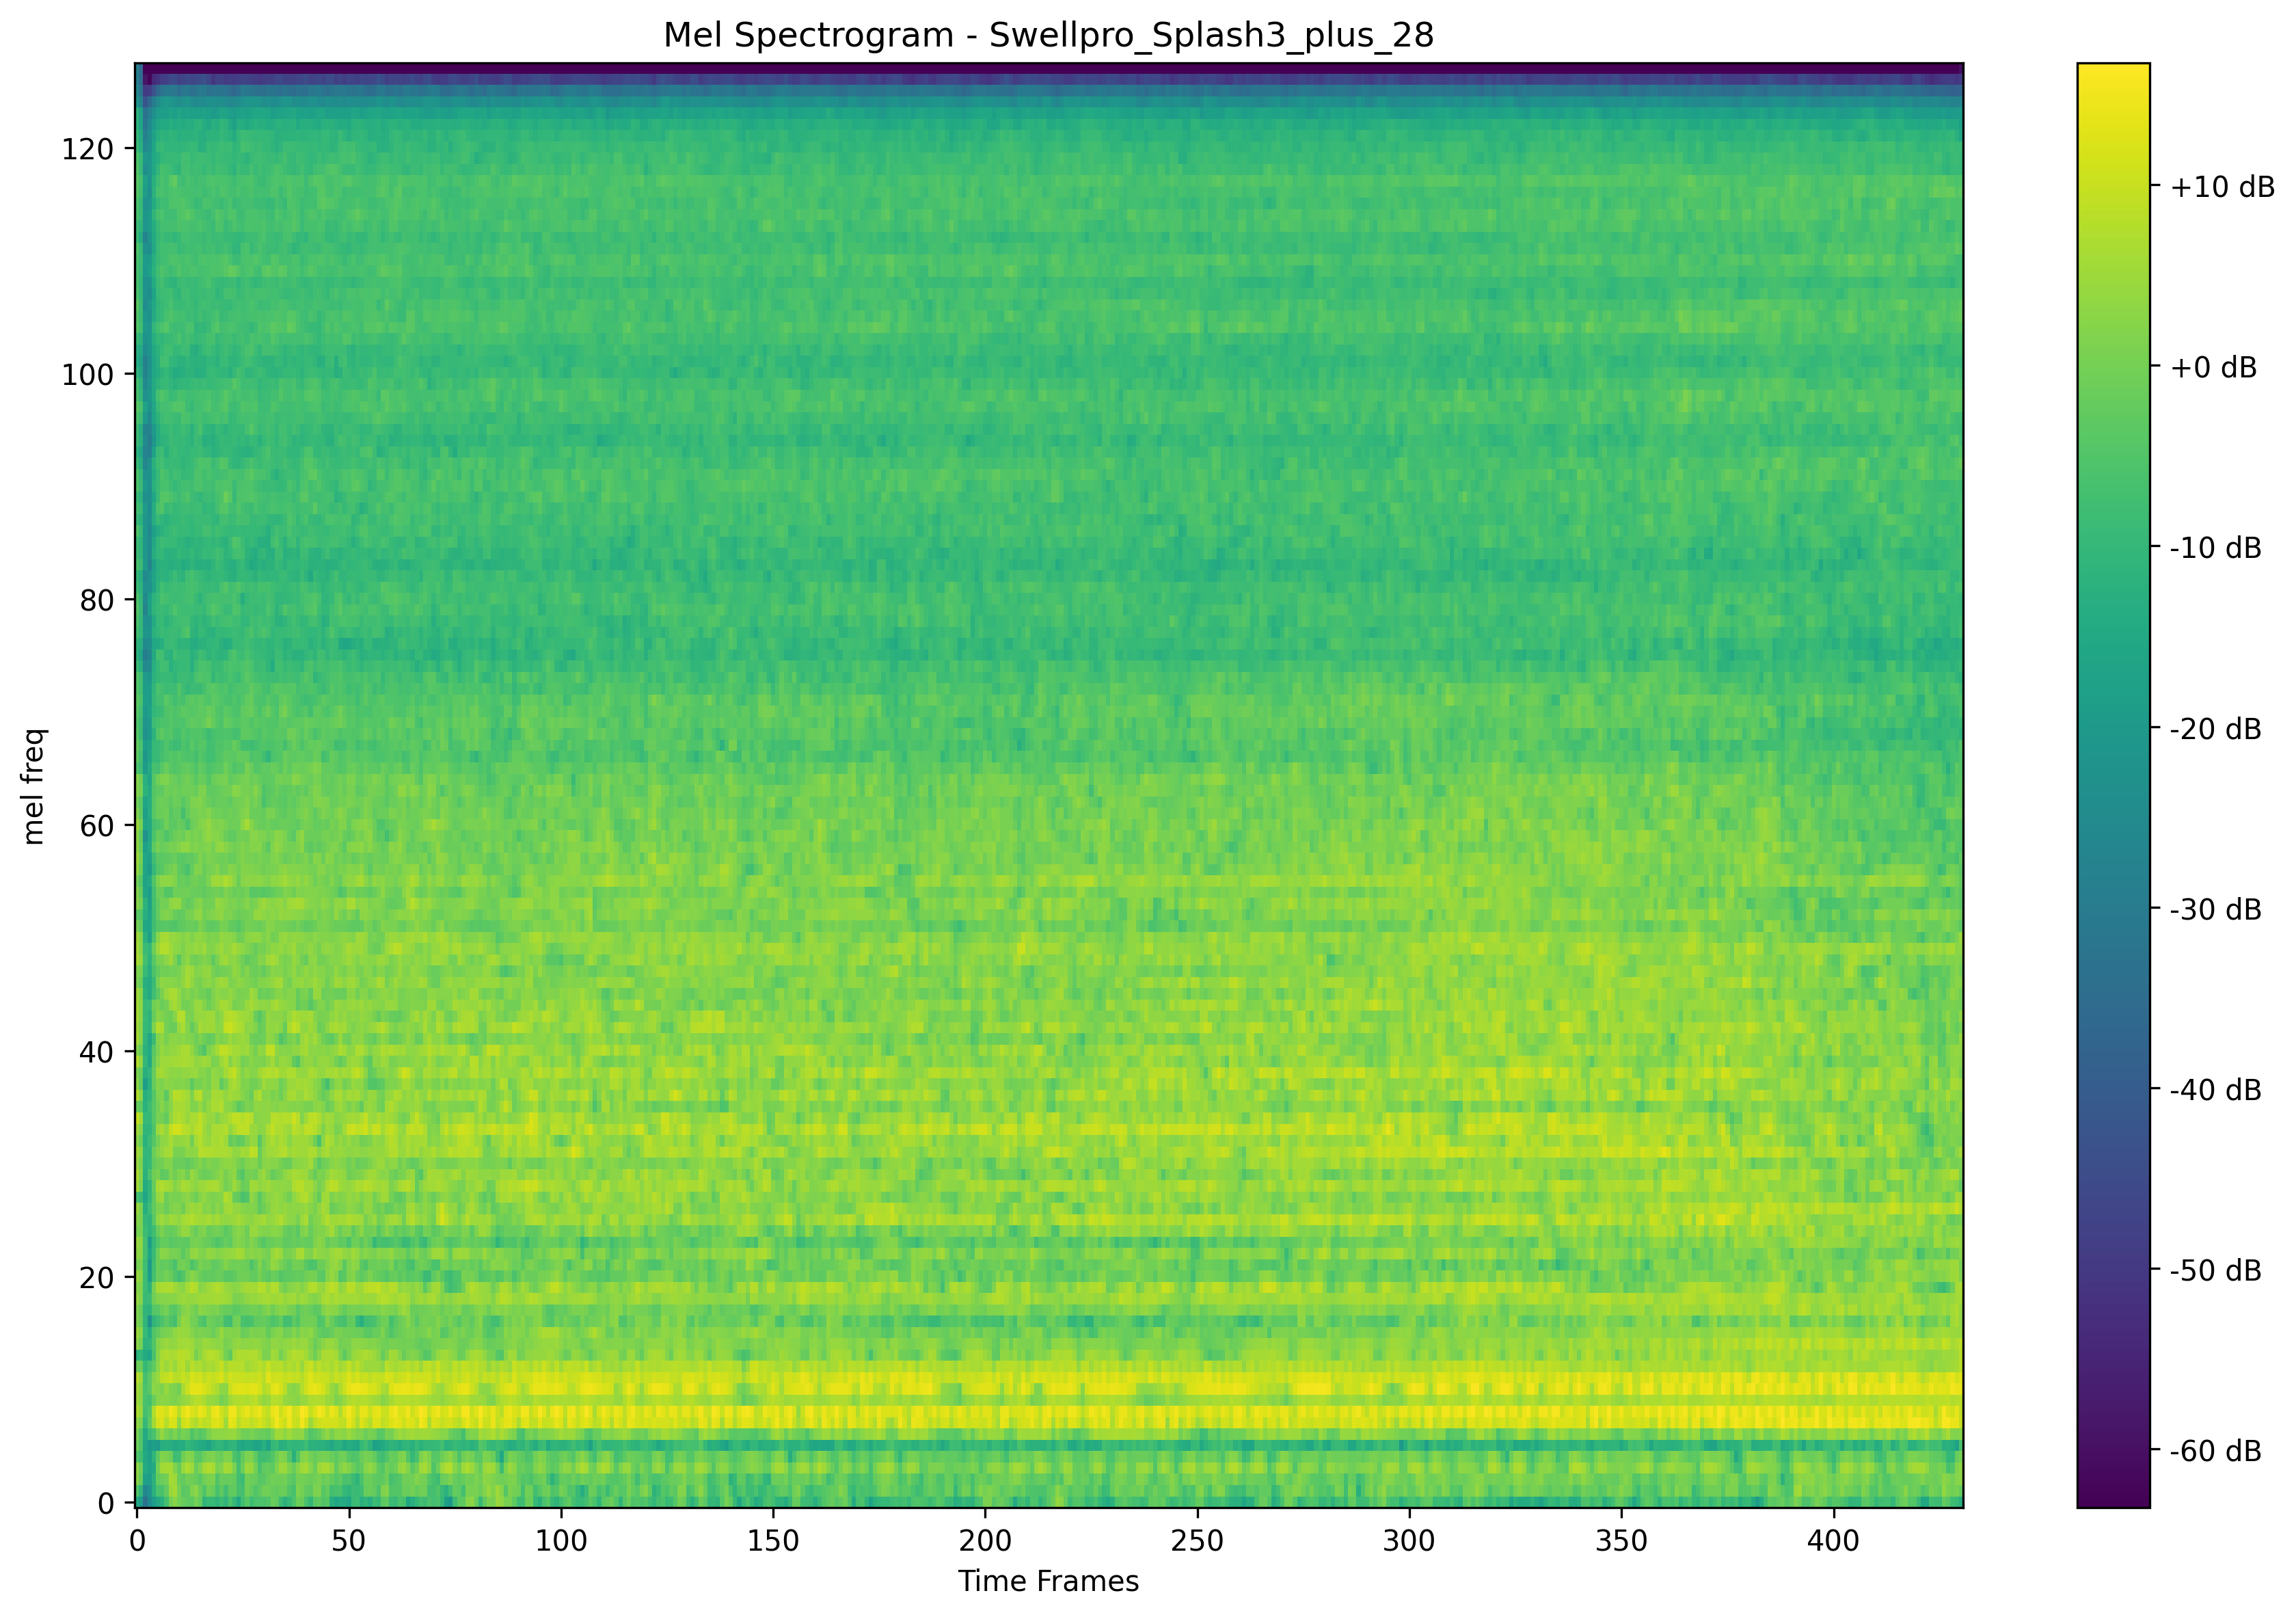 Mel Spectrogram - Swellpro_Splash3_plus_28
mel freq
120
100
80
60
40
20
0
0 50 100 150 200 250 300 350 400
Time Frames
+10 dB
+0 dB
-10 dB
-20 dB
-30 dB
-40 dB
-50 dB
-60 dB